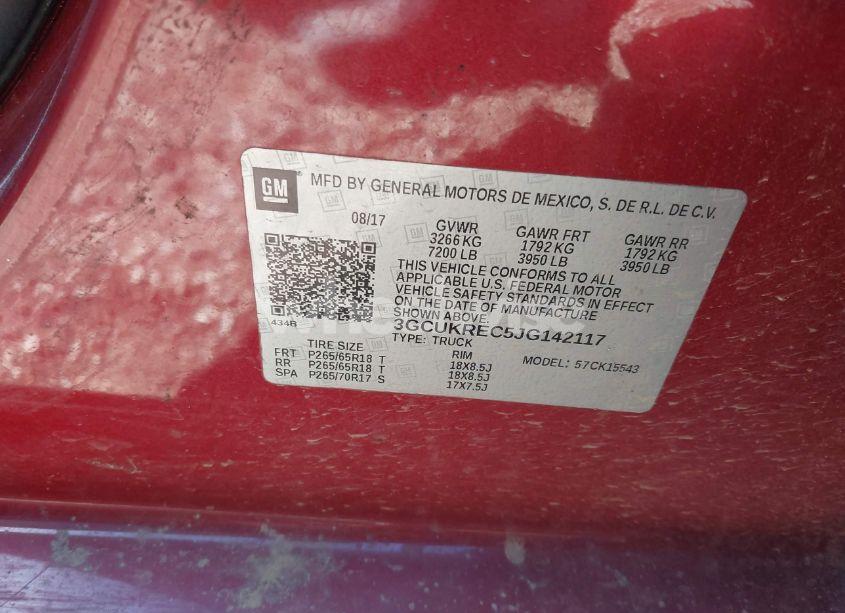 GM
MFD BY GENERAL MOTORS DE MEXICO, S. DE R.L. DE C.V.
08/17 GVWR GAWR FRT GAWR RR
3266 KG 1792 KG 1792 KG
7200 LB 3950 LB 3950 LB
THIS VEHICLE CONFORMS TO ALL
APPLICABLE U.S. FEDERAL MOTOR
VEHICLE SAFETY STANDARDS IN EFFECT
ON THE DATE OF MANUFACTURE
SHOWN ABOVE.
434B
3GCUKREC5JG142117
TYPE: TRUCK
MODEL: 57CK15543
TIRE SIZE RIM
FRT P265/65R18 T 18X8.5J
RR P265/65R18 T 18X8.5J
SPA P265/70R17 S 17X7.5J